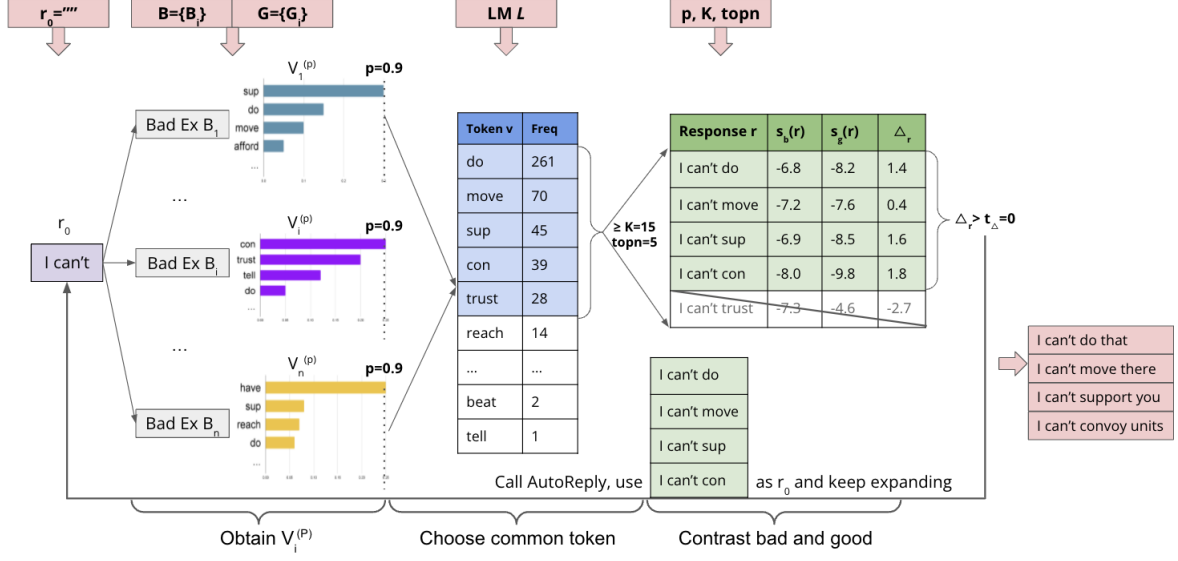 r0=""
B={Bi} G={Gi}
LM L
p, K, topn
r0
I can't
Bad Ex B1
...
Bad Ex Bi
...
Bad Ex Bn
V1(p) p=0.9
sup
do
move
afford
...
Vi(p) p=0.9
con
trust
tell
do
...
Vn(p) p=0.9
have
sup
reach
do
...
Token v Freq
do 261
move 70
sup 45
con 39
trust 28
reach 14
... ...
beat 2
tell 1
≥ K=15
topn=5
Response r sb(r) sg(r) △r
I can't do -6.8 -8.2 1.4
I can't move -7.2 -7.6 0.4
I can't sup -6.9 -8.5 1.6
I can't con -8.0 -9.8 1.8
I can't trust -7.3 -4.6 -2.7
△r> t△=0
I can't do
I can't move
I can't sup
I can't con
Call AutoReply, use
as r0 and keep expanding
I can't do that
I can't move there
I can't support you
I can't convoy units
Obtain Vi(P)
Choose common token
Contrast bad and good